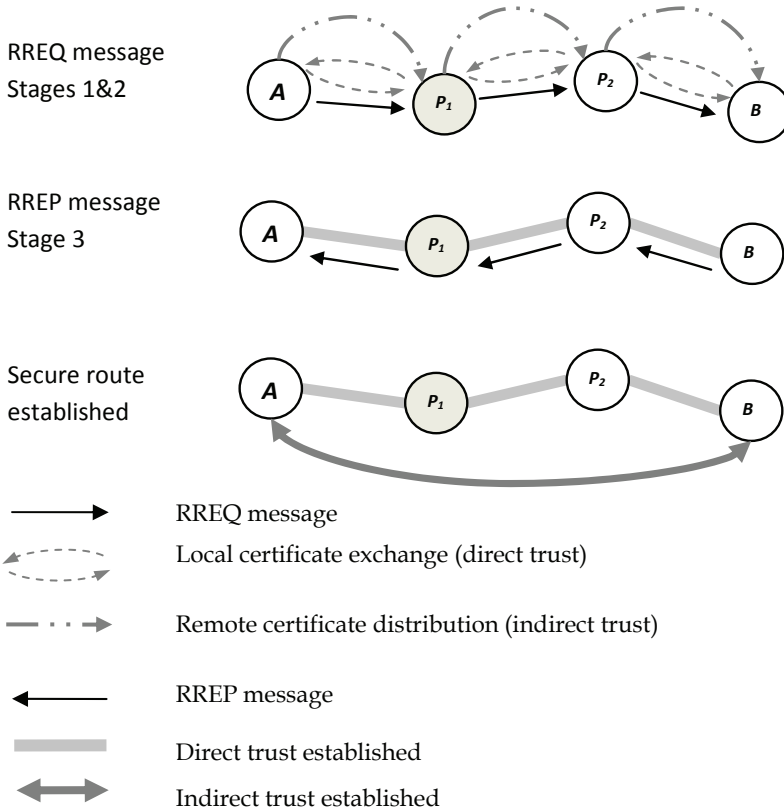 RREQ message
Stages 1&2
A
P₁
P₂
B
RREP message
Stage 3
A
P₁
P₂
B
Secure route
established
A
P₁
P₂
B
RREQ message
Local certificate exchange (direct trust)
Remote certificate distribution (indirect trust)
RREP message
Direct trust established
Indirect trust established